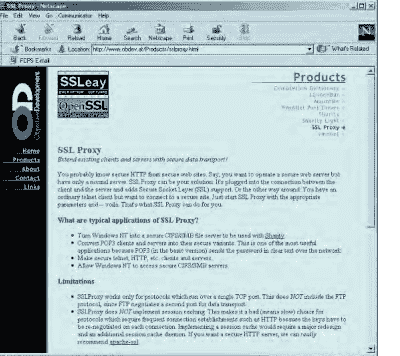 SSL Proxy - Netscape
File Edit View Go Communicator Help
Back Reload Home Search Netscape Print Security
Bookmarks Location: http://www.obdev.at/Products/sslproxy.html What's Related
FCPS Email
SSLeay
OpenSSL
Products
SSL Proxy
Home
Products
About
Contact
Links
SSL Proxy
Extend existing clients and servers with secure data transport!
You probably know secure HTTP from secure web sites. Say, you want to operate a secure web server but
have only a normal server. SSL Proxy can be your solution: It's plugged into the connection between the
client and the server and adds Secure Socket Layer (SSL) support. Or the other way around: You have an
ordinary telnet client but want to connect to a secure site. Just start SSL Proxy with the appropriate
parameters and -- voila. That's what SSL Proxy can do for you.
What are typical applications of SSL Proxy?
Turn Windows NT into a secure CIFS/SMB file server to be used with Sharity.
Convert POP3 clients and servers into their secure variants. This is one of the most useful
applications because POP3 (in the basic version) sends the password in clear text over the network.
Make secure telnet, HTTP, etc. clients and servers.
Allow Windows NT to access secure CIFS/SMB servers.
Limitations
SSLProxy works only for protocols which run over a single TCP port. This does NOT include the FTP
protocol, since FTP negotiates a second port for data transport.
SSLProxy does NOT implement session caching. This makes it a bad (means slow) choice for
protocols which require frequent connection establishments such as HTTP because the keys have to
be re-negotiated on each connection. Implementing a session cache would require a major redesign
and an additional session cache daemon. If you want a secure HTTP server, we can really
recommend apache-ssl.